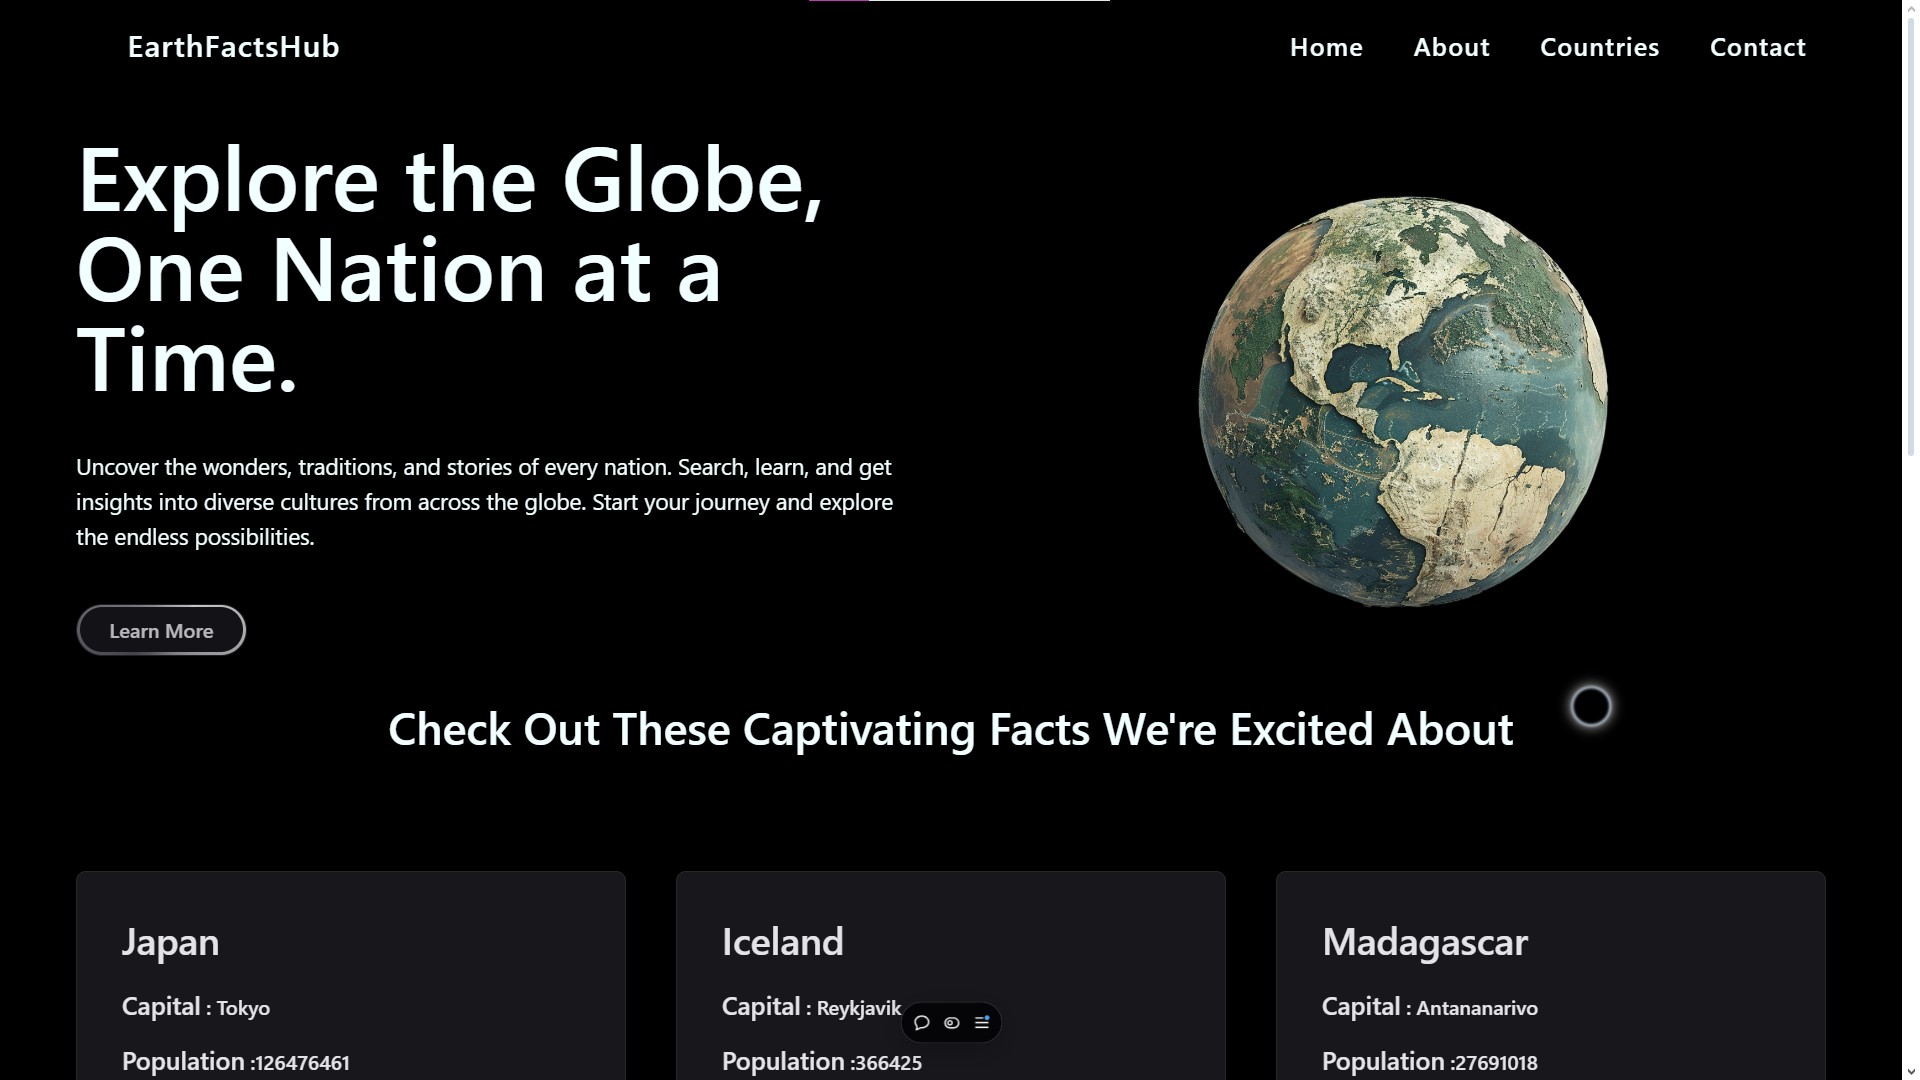 EarthFactsHub
Home About Countries Contact
Explore the Globe,
One Nation at a
Time.
Uncover the wonders, traditions, and stories of every nation. Search, learn, and get
insights into diverse cultures from across the globe. Start your journey and explore
the endless possibilities.
Learn More
Check Out These Captivating Facts We're Excited About
Japan
Capital : Tokyo
Population :126476461
Iceland
Capital : Reykjavik
Population :366425
Madagascar
Capital : Antananarivo
Population :27691018